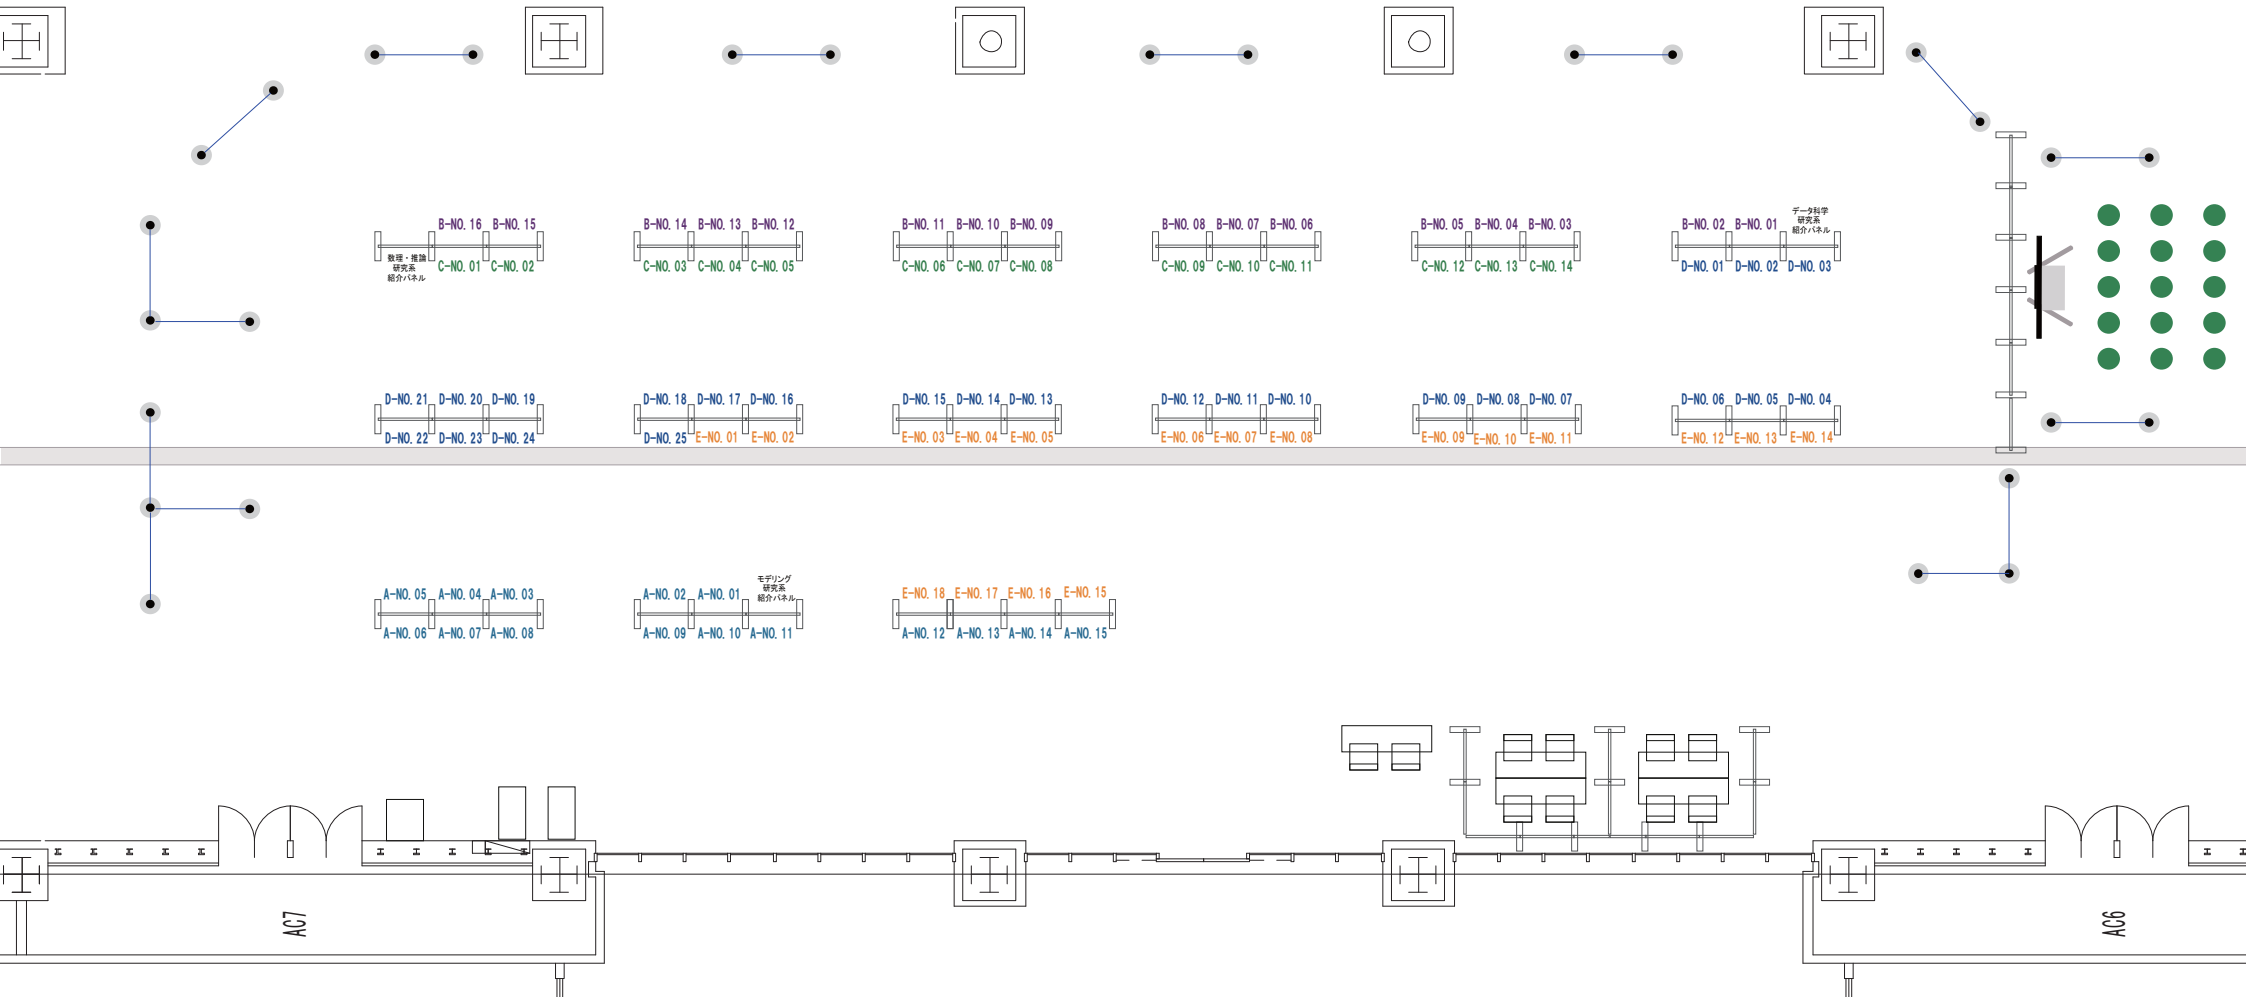 B-NO. 16 B-NO. 15 B-NO. 14 B-NO. 13 B-NO. 12 B-NO. 11 B-NO. 10 B-NO. 09 B-NO. 08 B-NO. 07 B-NO. 06 B-NO. 05 B-NO. 04 B-NO. 03 B-NO. 02 B-NO. 01
データ科学
研究系
紹介パネル
数理・推論
研究系
紹介パネル
C-NO. 01 C-NO. 02 C-NO. 03 C-NO. 04 C-NO. 05 C-NO. 06 C-NO. 07 C-NO. 08 C-NO. 09 C-NO. 10 C-NO. 11 C-NO. 12 C-NO. 13 C-NO. 14 D-NO. 01 D-NO. 02 D-NO. 03
D-NO. 21 D-NO. 20 D-NO. 19 D-NO. 18 D-NO. 17 D-NO. 16 D-NO. 15 D-NO. 14 D-NO. 13 D-NO. 12 D-NO. 11 D-NO. 10 D-NO. 09 D-NO. 08 D-NO. 07 D-NO. 06 D-NO. 05 D-NO. 04
D-NO. 22 D-NO. 23 D-NO. 24 D-NO. 25 E-NO. 01 E-NO. 02 E-NO. 03 E-NO. 04 E-NO. 05 E-NO. 06 E-NO. 07 E-NO. 08 E-NO. 09 E-NO. 10 E-NO. 11 E-NO. 12 E-NO. 13 E-NO. 14
A-NO. 05 A-NO. 04 A-NO. 03 A-NO. 02 A-NO. 01
モデリング
研究系
紹介パネル
E-NO. 18 E-NO. 17 E-NO. 16 E-NO. 15
A-NO. 06 A-NO. 07 A-NO. 08 A-NO. 09 A-NO. 10 A-NO. 11 A-NO. 12 A-NO. 13 A-NO. 14 A-NO. 15
AC7
AC6